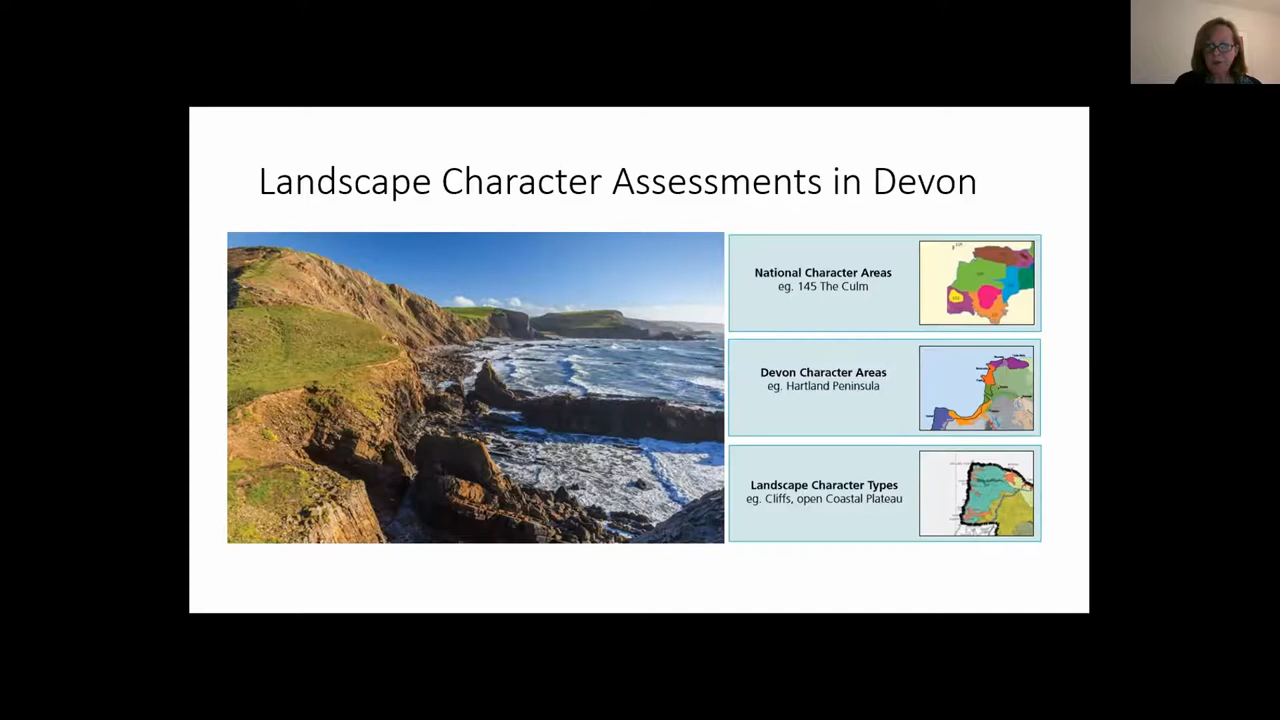 Landscape Character Assessments in Devon
National Character Areas
eg. 145 The Culm
Devon Character Areas
eg. Hartland Peninsula
Landscape Character Types
eg. Cliffs, open Coastal Plateau